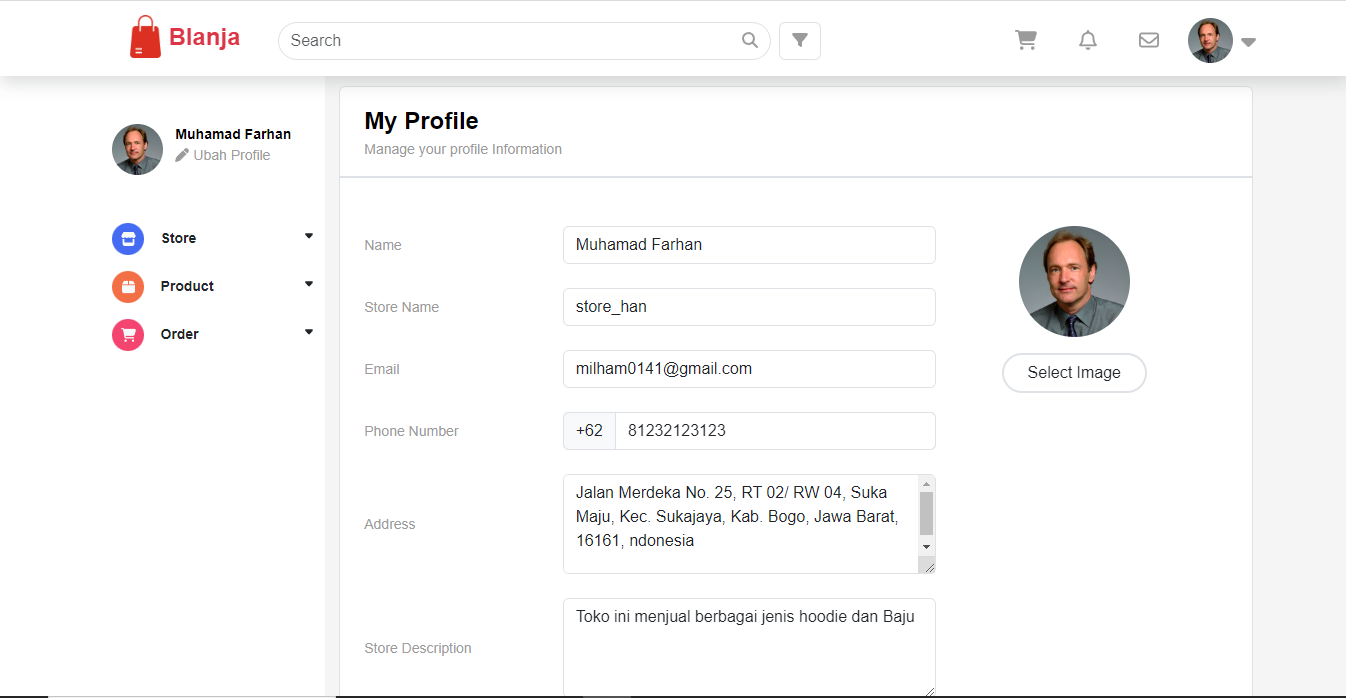 Blanja
Search
Muhamad Farhan
Ubah Profile
Store
Product
Order
My Profile
Manage your profile Information
Name
Muhamad Farhan
Store Name
store_han
Email
milham0141@gmail.com
Phone Number
+62
81232123123
Address
Jalan Merdeka No. 25, RT 02/ RW 04, Suka
Maju, Kec. Sukajaya, Kab. Bogo, Jawa Barat,
16161, ndonesia
Store Description
Toko ini menjual berbagai jenis hoodie dan Baju
Select Image